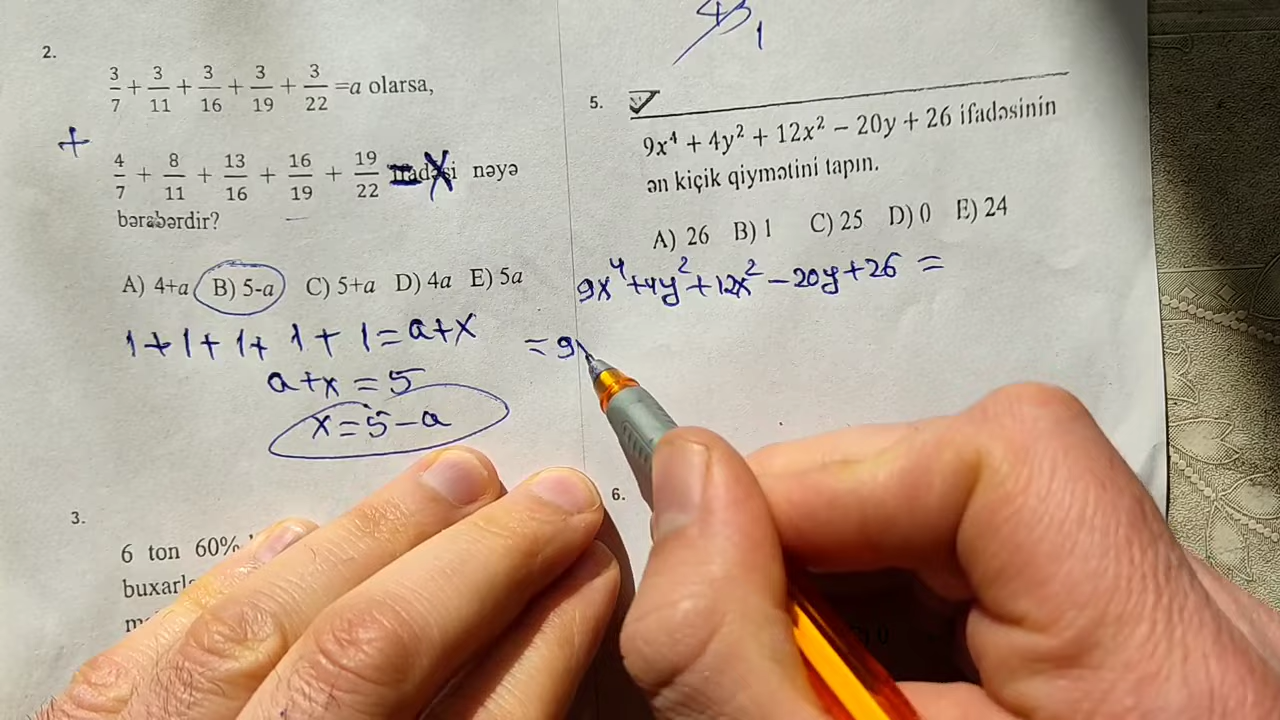 2.
3/7 + 3/11 + 3/16 + 3/19 + 3/22 = a olarsa,
+
4/7 + 8/11 + 13/16 + 16/19 + 19/22 = x nəyə
bərabərdir?
A) 4+a B) 5-a C) 5+a D) 4a E) 5a
1+1+1+1+1=a+x
a+x=5
x=5-a
3.
6 ton 60%
1
5.
9x⁴ + 4y² + 12x² − 20y + 26 ifadəsinin
ən kiçik qiymətini tapın.
A) 26 B) 1 C) 25 D) 0 E) 24
9x⁴+4y²+12x²-20y+26 =
= 9
6.